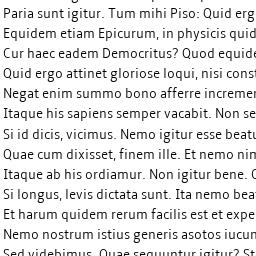 Paria sunt igitur. Tum mihi Piso: Quid erg
Equidem etiam Epicurum, in physicis quid
Cur haec eadem Democritus? Quod equide
Quid ergo attinet gloriose loqui, nisi const
Negat enim summo bono afferre incremen
Itaque his sapiens semper vacabit. Non se
Si id dicis, vicimus. Nemo igitur esse beatu
Quae cum dixisset, finem ille. Et nemo nim
Itaque ab his ordiamur. Non igitur bene. C
Si longus, levis dictata sunt. Ita nemo bea
Et harum quidem rerum facilis est et expe
Nemo nostrum istius generis asotos iucun
Sed videbimus. Quae sequuntur igitur? St